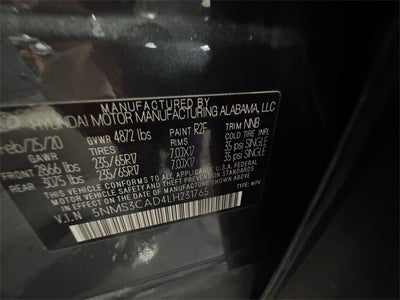 MANUFACTURED BY
HYUNDAI MOTOR MANUFACTURING ALABAMA, LLC
Feb/25/20 GVWR 4872 lbs PAINT R2F TRIM NNB
GAWR TIRES RIMS COLD TIRE INFL
FRONT 2866 lbs 235/65R17 7.0JX17 35 psi SINGLE
REAR 3075 lbs 235/65R17 7.0JX17 35 psi SINGLE
THIS VEHICLE CONFORMS TO ALL APPLICABLE U.S.A. FEDERAL
MOTOR VEHICLE SAFETY AND THEFT PREVENTION STANDARDS
IN EFFECT ON THE DATE OF MANUFACTURE SHOWN ABOVE.
V.I.N 5NMS3CAD4LH231765 TYPE: MPV